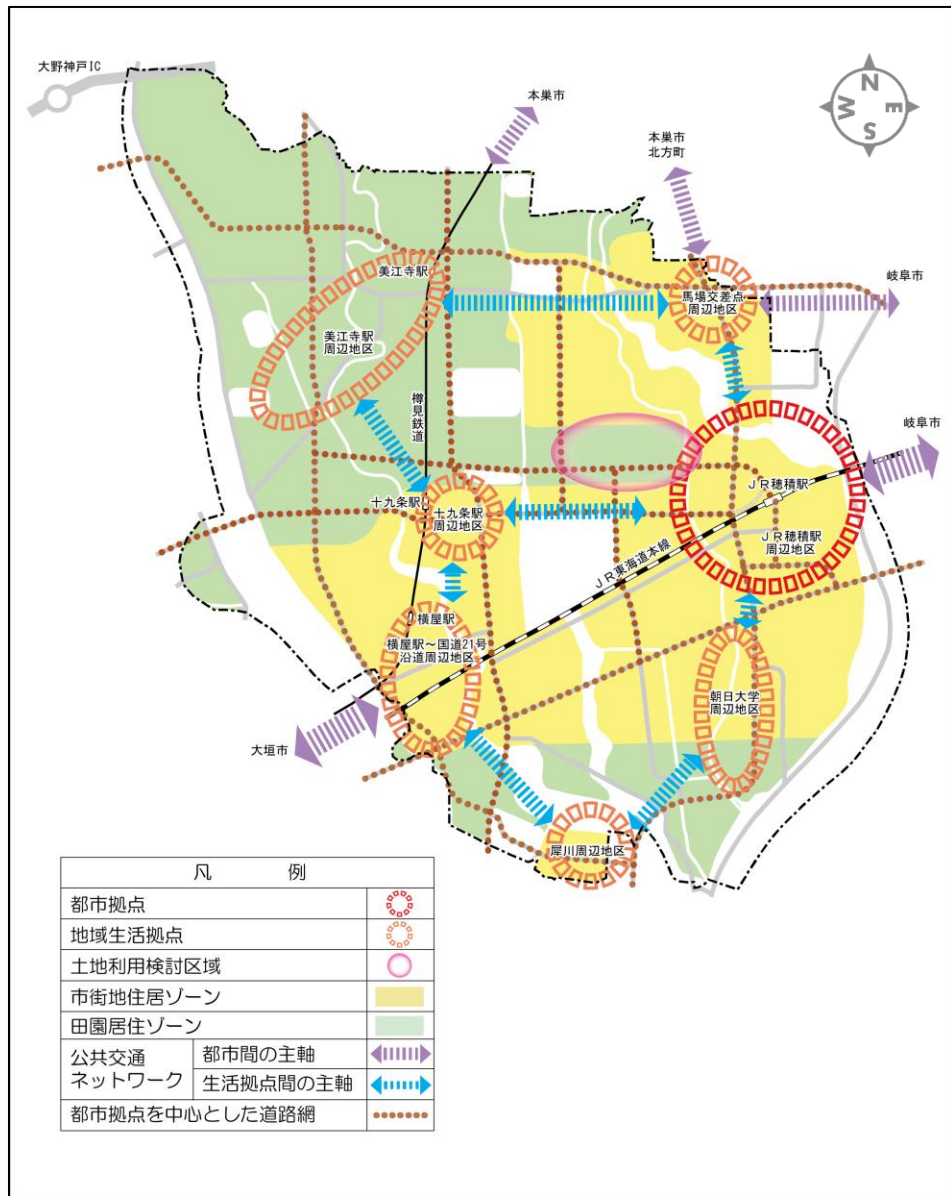 大野神戸IC
本巣市
N
E
S
W
本巣市
北方町
岐阜市
美江寺駅
馬場交差点
周辺地区
美江寺駅
周辺地区
樽見鉄道
岐阜市
JR穂積駅
十九条駅
十九条駅
周辺地区
JR穂積駅
周辺地区
JR東海道本線
横屋駅
横屋駅~国道21号
沿道周辺地区
朝日大学
周辺地区
大垣市
犀川周辺地区
凡 例
都市拠点
地域生活拠点
土地利用検討区域
市街地住居ゾーン
田園居住ゾーン
公共交通
ネットワーク
都市間の主軸
生活拠点間の主軸
都市拠点を中心とした道路網